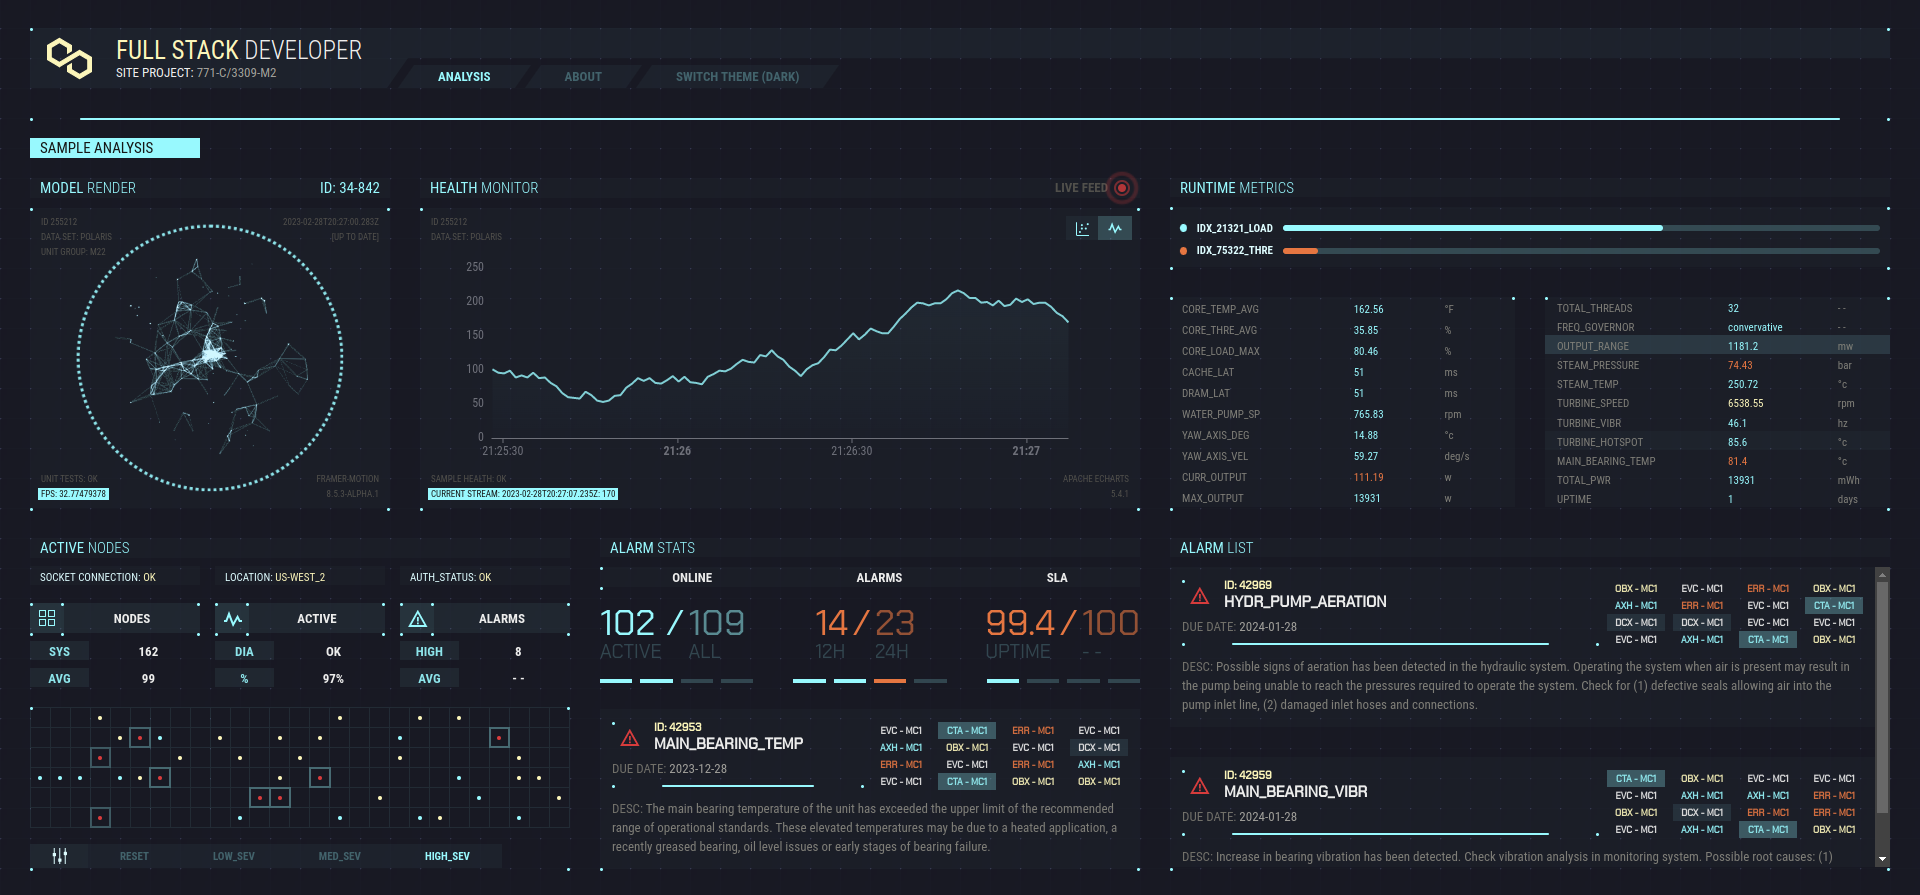 FULL STACK DEVELOPER
SITE PROJECT: 771-C/3309-M2
ANALYSIS
ABOUT
SWITCH THEME (DARK)
SAMPLE ANALYSIS
MODEL RENDER
ID: 34-842
ID 255212
DATA SET: POLARIS
UNIT GROUP: M22
2023-02-28T20:27:00.283Z
[UP TO DATE]
UNIT-TESTS: OK
FPS: 32.77479378
FRAMER-MOTION
8.5.3-ALPHA.1
HEALTH MONITOR
LIVE FEED
ID 255212
DATA SET: POLARIS
250
200
150
100
50
0
21:25:30
21:26
21:26:30
21:27
SAMPLE HEALTH: OK
CURRENT STREAM: 2023-02-28T20:27:07.235Z: 170
APACHE ECHARTS
5.4.1
RUNTIME METRICS
IDX_21321_LOAD
IDX_75322_THRE
CORE_TEMP_AVG 162.56 °F
CORE_THRE_AVG 35.85 %
CORE_LOAD_MAX 80.46 %
CACHE_LAT 51 ms
DRAM_LAT 51 ms
WATER_PUMP_SP 765.83 rpm
YAW_AXIS_DEG 14.88 °c
YAW_AXIS_VEL 59.27 deg/s
CURR_OUTPUT 111.19 w
MAX_OUTPUT 13931 w
TOTAL_THREADS 32 --
FREQ_GOVERNOR convervative --
OUTPUT_RANGE 1181.2 mw
STEAM_PRESSURE 74.43 bar
STEAM_TEMP 250.72 °c
TURBINE_SPEED 6538.55 rpm
TURBINE_VIBR 46.1 hz
TURBINE_HOTSPOT 85.6 °c
MAIN_BEARING_TEMP 81.4 °c
TOTAL_PWR 13931 mWh
UPTIME 1 days
ACTIVE NODES
SOCKET CONNECTION: OK
LOCATION: US-WEST_2
AUTH_STATUS: OK
NODES
ACTIVE
ALARMS
SYS 162
DIA OK
HIGH 8
AVG 99
% 97%
AVG --
RESET
LOW_SEV
MED_SEV
HIGH_SEV
ALARM STATS
ONLINE
ALARMS
SLA
102 / 109
14 / 23
99.4 / 100
ACTIVE ALL
12H 24H
UPTIME --
ID: 42953
MAIN_BEARING_TEMP
DUE DATE: 2023-12-28
EVC - MC1 CTA - MC1 ERR - MC1 EVC - MC1
AXH - MC1 OBX - MC1 EVC - MC1 DCX - MC1
ERR - MC1 EVC - MC1 ERR - MC1 AXH - MC1
EVC - MC1 CTA - MC1 OBX - MC1 OBX - MC1
DESC: The main bearing temperature of the unit has exceeded the upper limit of the recommended
range of operational standards. These elevated temperatures may be due to a heated application, a
recently greased bearing, oil level issues or early stages of bearing failure.
ALARM LIST
ID: 42969
HYDR_PUMP_AERATION
DUE DATE: 2024-01-28
OBX - MC1 EVC - MC1 ERR - MC1 OBX - MC1
AXH - MC1 ERR - MC1 EVC - MC1 CTA - MC1
DCX - MC1 DCX - MC1 EVC - MC1 EVC - MC1
EVC - MC1 AXH - MC1 CTA - MC1 OBX - MC1
DESC: Possible signs of aeration has been detected in the hydraulic system. Operating the system when air is present may result in
the pump being unable to reach the pressures required to operate the system. Check for (1) defective seals allowing air into the
pump inlet line, (2) damaged inlet hoses and connections.
ID: 42959
MAIN_BEARING_VIBR
DUE DATE: 2024-01-28
CTA - MC1 OBX - MC1 EVC - MC1 EVC - MC1
EVC - MC1 AXH - MC1 AXH - MC1 ERR - MC1
OBX - MC1 DCX - MC1 ERR - MC1 ERR - MC1
EVC - MC1 AXH - MC1 CTA - MC1 OBX - MC1
DESC: Increase in bearing vibration has been detected. Check vibration analysis in monitoring system. Possible root causes: (1)